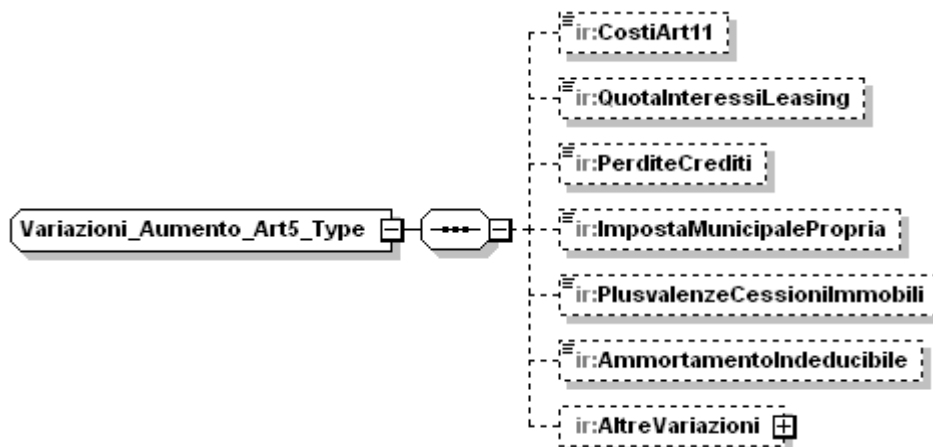 ir:CostiArt11
ir:QuotaInteressiLeasing
ir:PerditeCrediti
Variazioni_Aumento_Art5_Type
ir:ImpostaMunicipalePropria
ir:PlusvalenzeCessioniImmobili
ir:AmmortamentoIndeducibile
ir:AltreVariazioni